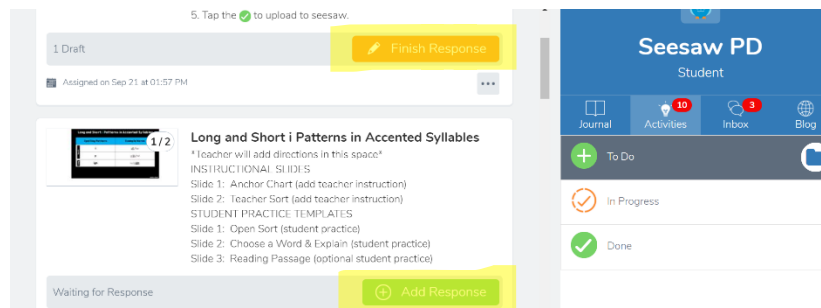 5. Tap the to upload to seesaw.
1 Draft
Finish Response
Assigned on Sep 21 at 01:57 PM
1/2
Long and Short i Patterns in Accented Syllables
*Teacher will add directions in this space*
INSTRUCTIONAL SLIDES
Slide 1: Anchor Chart (add teacher instruction)
Slide 2: Teacher Sort (add teacher instruction)
STUDENT PRACTICE TEMPLATES
Slide 1: Open Sort (student practice)
Slide 2: Choose a Word & Explain (student practice)
Slide 3: Reading Passage (optional student practice)
Waiting for Response
Add Response
Seesaw PD
Student
10
3
Journal
Activities
Inbox
Blog
To Do
In Progress
Done